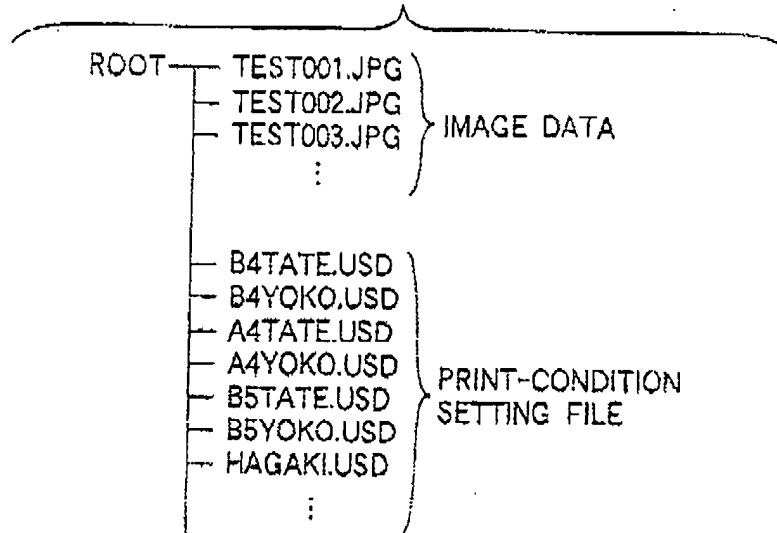 ROOT TEST001.JPG
TEST002.JPG
TEST003.JPG
IMAGE DATA
B4TATE.USD
B4YOKO.USD
A4TATE.USD
A4YOKO.USD
B5TATE.USD
B5YOKO.USD
HAGAKI.USD
PRINT-CONDITION
SETTING FILE